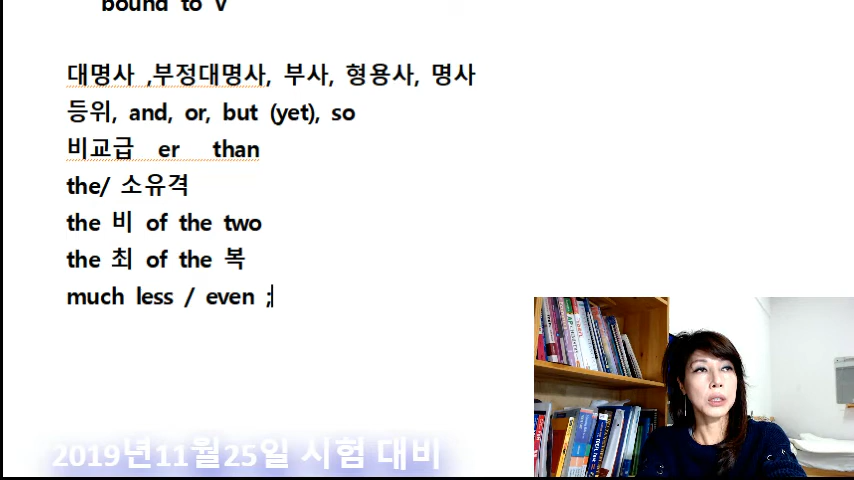 bound to V
대명사 ,부정대명사, 부사, 형용사, 명사
등위, and, or, but (yet), so
비교급 er than
the/ 소유격
the 비 of the two
the 최 of the 복
much less / even ;
2019년11월25일 시험 대비